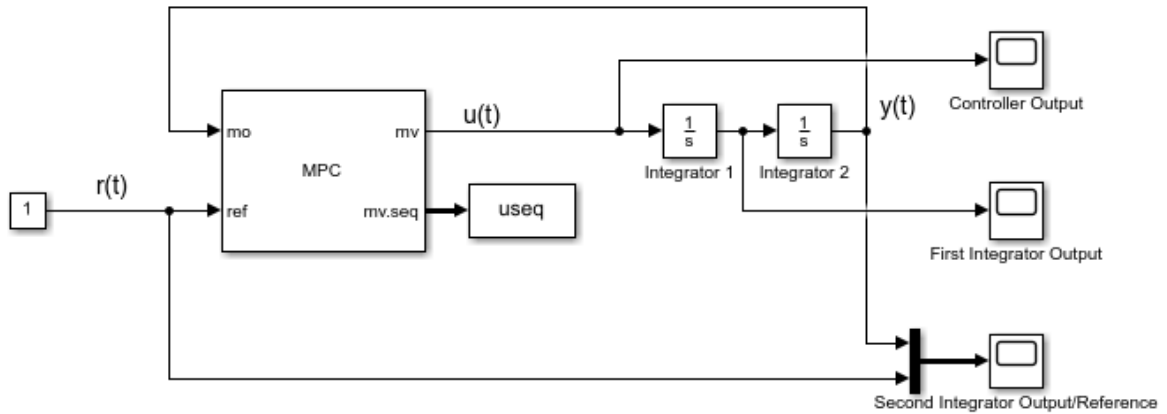 Controller Output
y(t)
u(t)
mo
mv
1
s
1
s
MPC
Integrator 1
Integrator 2
r(t)
1
ref
mv.seq
useq
First Integrator Output
Second Integrator Output/Reference